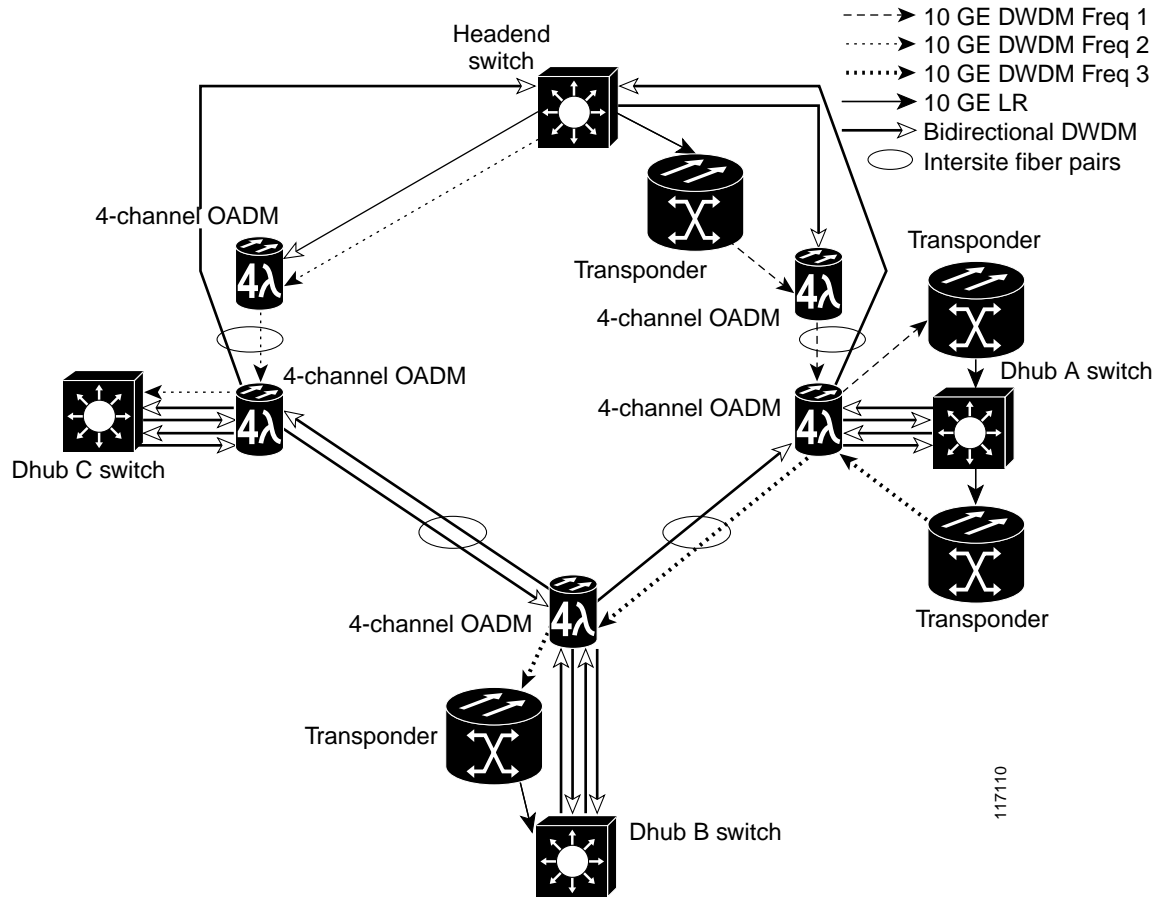 Headend
switch
10 GE DWDM Freq 1
10 GE DWDM Freq 2
10 GE DWDM Freq 3
10 GE LR
Bidirectional DWDM
Intersite fiber pairs
4-channel OADM
4λ
Transponder
4-channel OADM
4λ
Transponder
4-channel OADM
4λ
Dhub C switch
4-channel OADM
4λ
Dhub A switch
Transponder
4-channel OADM
4λ
Transponder
Dhub B switch
117110